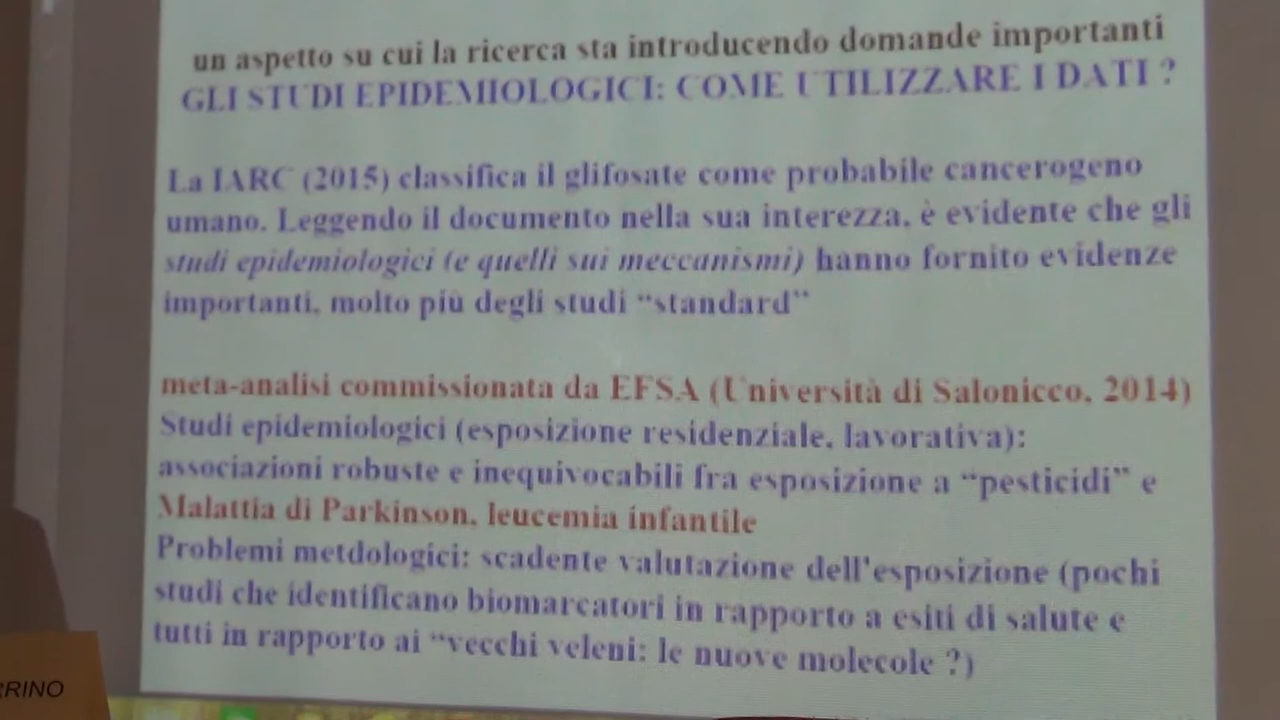 un aspetto su cui la ricerca sta introducendo domande importanti
GLI STUDI EPIDEMIOLOGICI: COME UTILIZZARE I DATI ?
La IARC (2015) classifica il glifosate come probabile cancerogeno
umano. Leggendo il documento nella sua interezza, è evidente che gli
studi epidemiologici (e quelli sui meccanismi) hanno fornito evidenze
importanti, molto più degli studi “standard”
meta-analisi commissionata da EFSA (Università di Salonicco, 2014)
Studi epidemiologici (esposizione residenziale, lavorativa):
associazioni robuste e inequivocabili fra esposizione a “pesticidi” e
Malattia di Parkinson, leucemia infantile
Problemi metdologici: scadente valutazione dell'esposizione (pochi
studi che identificano biomarcatori in rapporto a esiti di salute e
tutti in rapporto ai “vecchi veleni: le nuove molecole ?)
RRINO